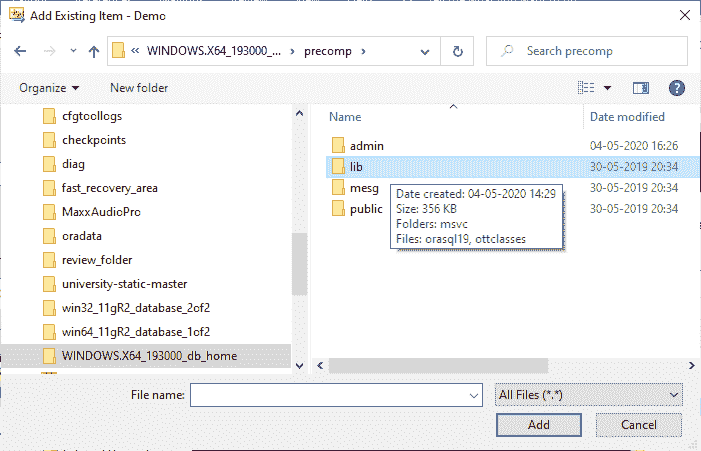 Add Existing Item - Demo
« WINDOWS.X64_193000_... › precomp ›
Search precomp
Organize
New folder
?
cfgtoollogs
checkpoints
diag
fast_recovery_area
MaxxAudioPro
oradata
review_folder
university-static-master
win32_11gR2_database_2of2
win64_11gR2_database_1of2
WINDOWS.X64_193000_db_home
Name Date modified
admin 04-05-2020 16:26
lib 30-05-2019 20:34
mesg 30-05-2019 20:34
public 30-05-2019 20:34
Date created: 04-05-2020 14:29
Size: 356 KB
Folders: msvc
Files: orasql19, ottclasses
File name:
All Files (*.*)
Add
Cancel